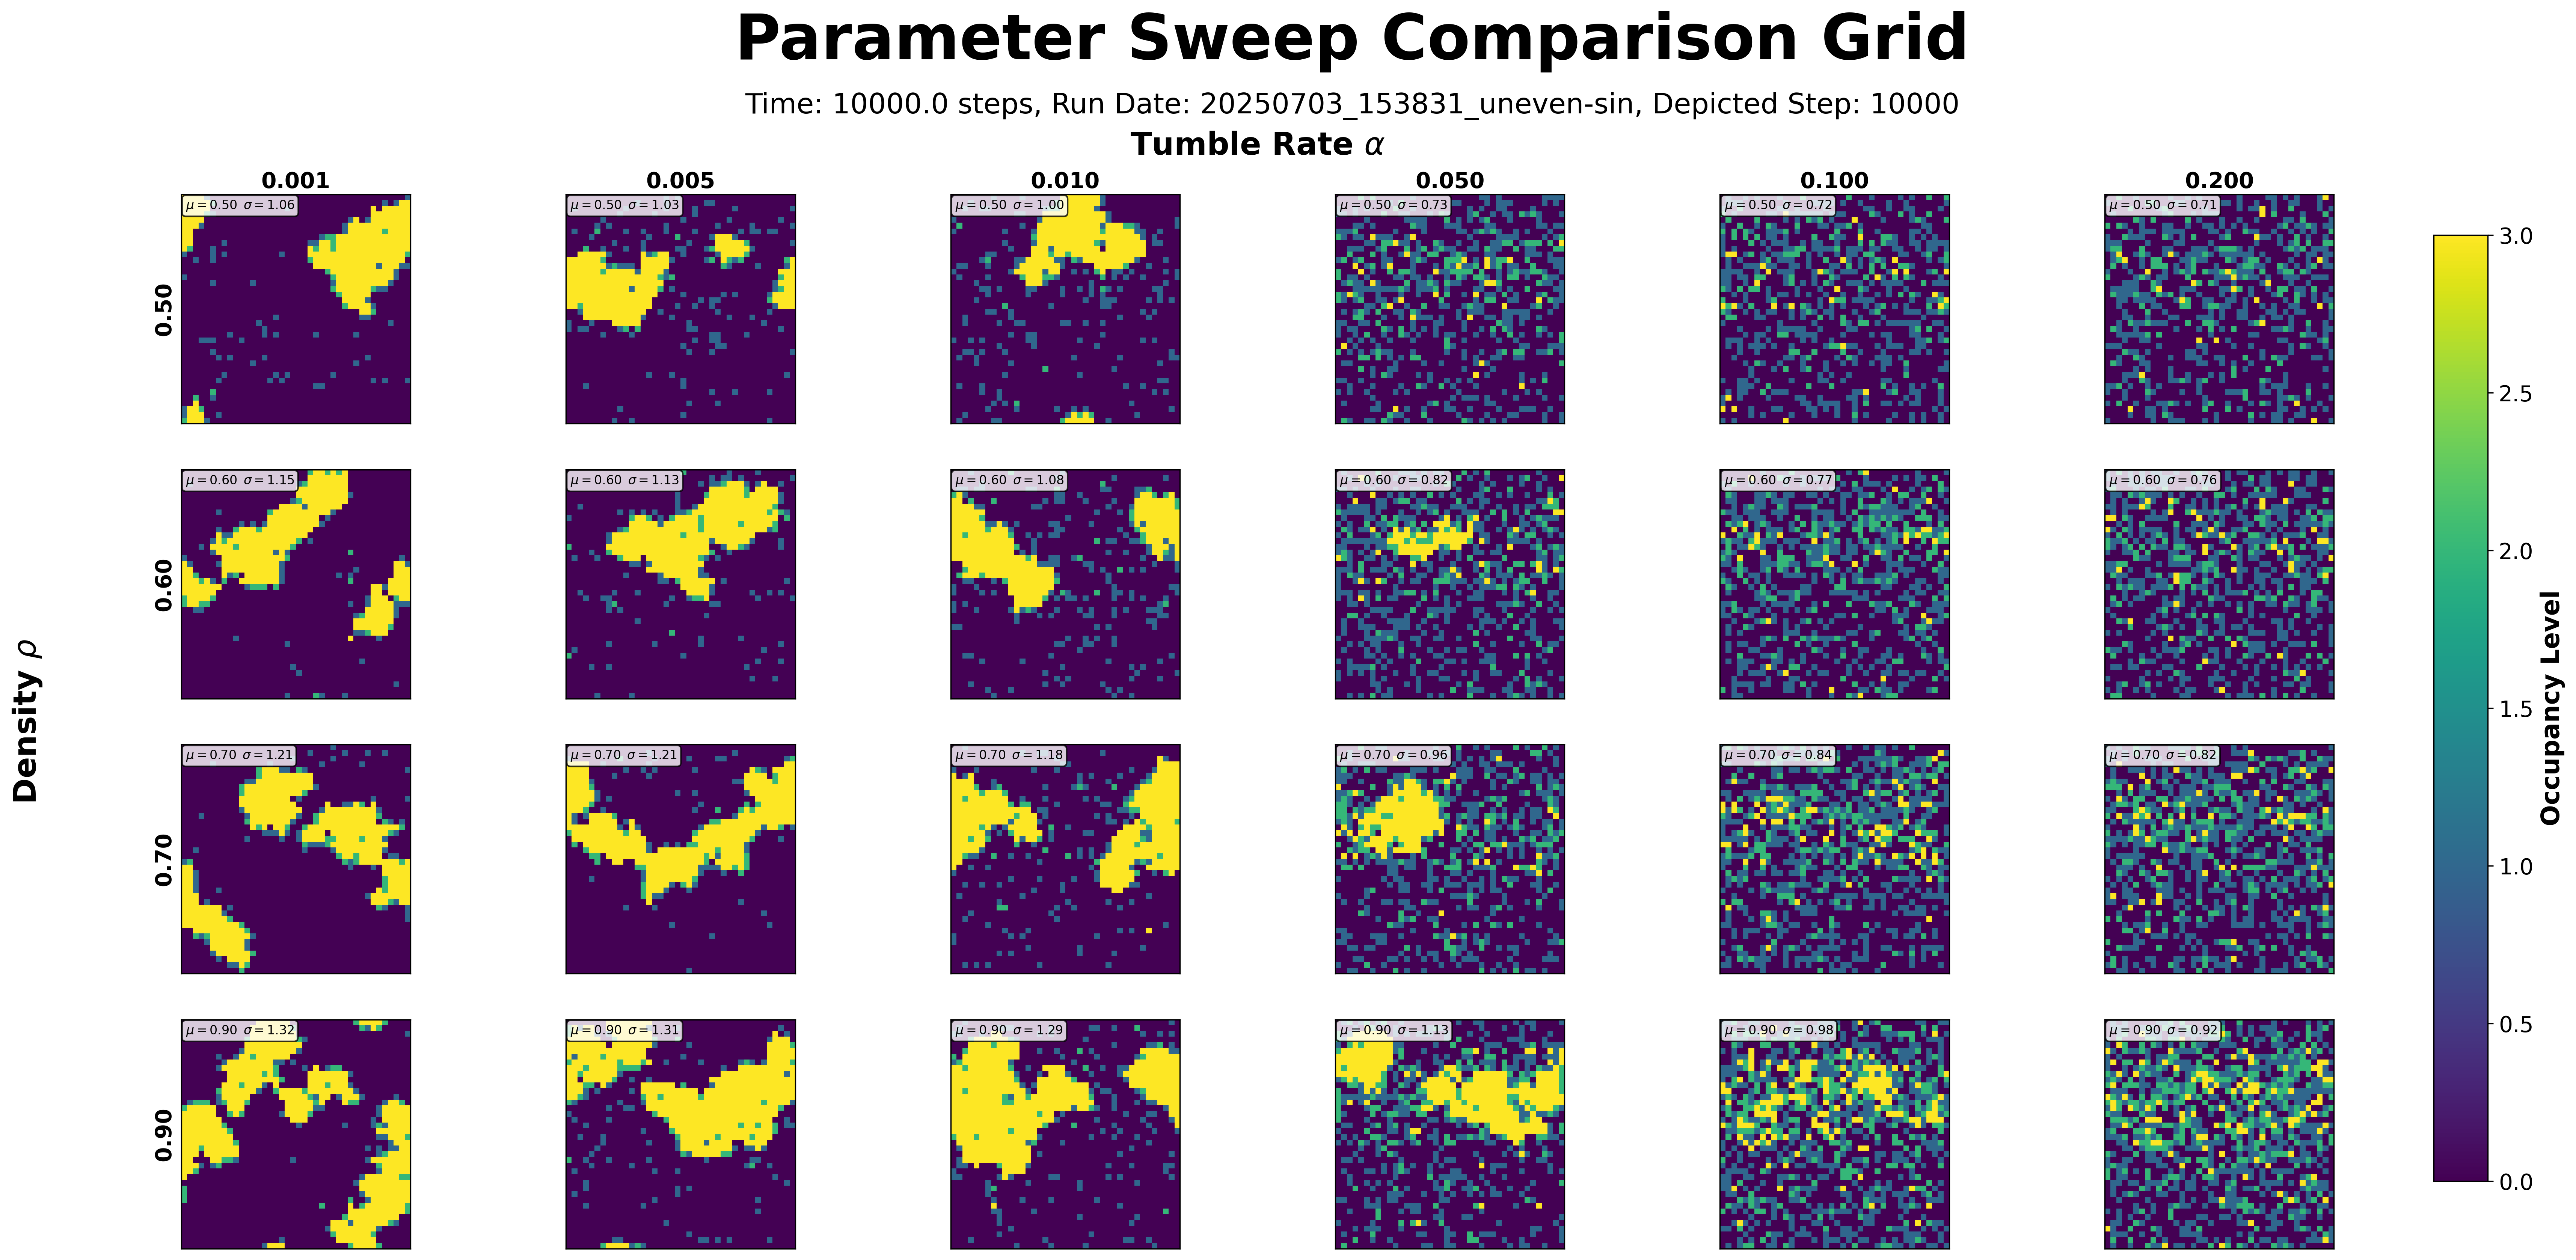 Parameter Sweep Comparison Grid
Time: 10000.0 steps, Run Date: 20250703_153831_uneven-sin, Depicted Step: 10000
Tumble Rate α
0.001 0.005 0.010 0.050 0.100 0.200
μ = 0.50 σ = 1.06 μ = 0.50 σ = 1.03 μ = 0.50 σ = 1.00 μ = 0.50 σ = 0.73 μ = 0.50 σ = 0.72 μ = 0.50 σ = 0.71
0.50
μ = 0.60 σ = 1.15 μ = 0.60 σ = 1.13 μ = 0.60 σ = 1.08 μ = 0.60 σ = 0.82 μ = 0.60 σ = 0.77 μ = 0.60 σ = 0.76
0.60
μ = 0.70 σ = 1.21 μ = 0.70 σ = 1.21 μ = 0.70 σ = 1.18 μ = 0.70 σ = 0.96 μ = 0.70 σ = 0.84 μ = 0.70 σ = 0.82
0.70
μ = 0.90 σ = 1.32 μ = 0.90 σ = 1.31 μ = 0.90 σ = 1.29 μ = 0.90 σ = 1.13 μ = 0.90 σ = 0.98 μ = 0.90 σ = 0.92
0.90
Density ρ
3.0
2.5
2.0
1.5
1.0
0.5
0.0
Occupancy Level